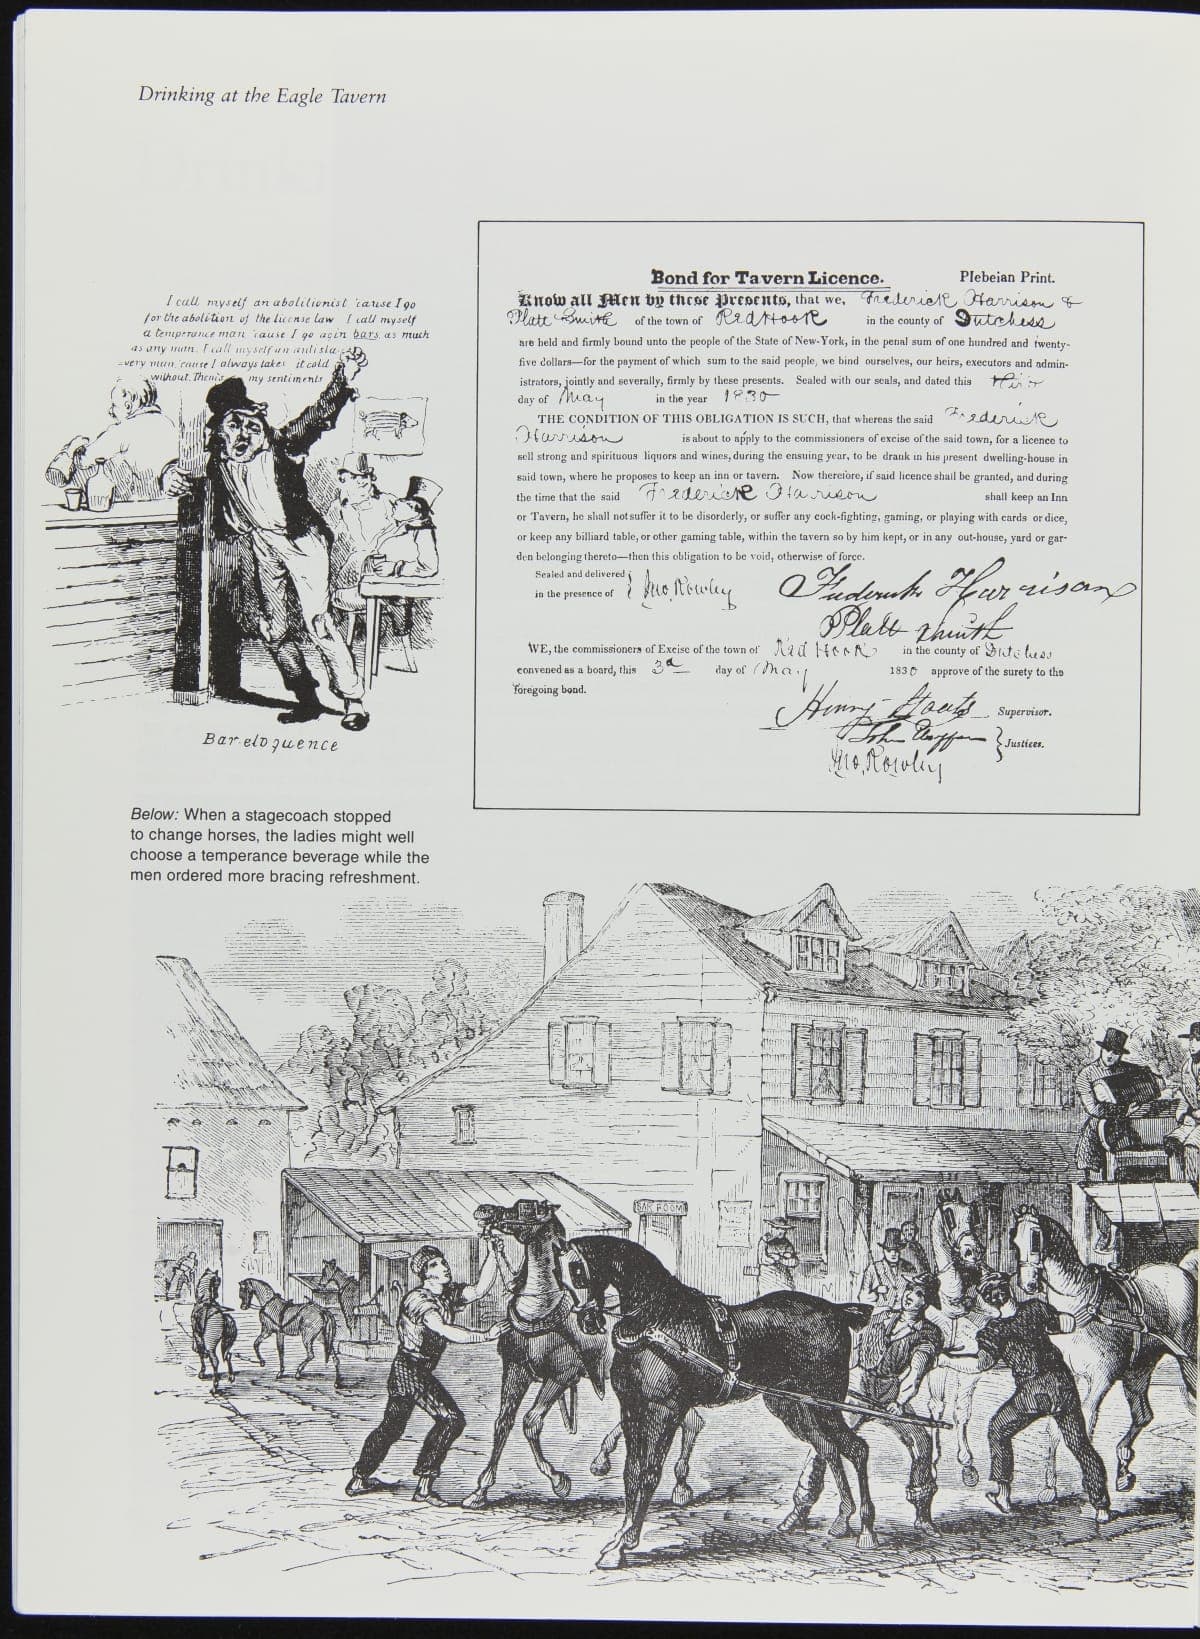 Drinking at the Eagle Tavern
I call myself an abolitionist 'cause I go
for the abolition of the license law I call myself
a temperance man 'cause I go agin bars as much
as any man. I call myself an anti sla-
very man, cause I always takes it cold
without. Them's my sentiments
Bar-eloquence
Bond for Tavern Licence. Plebeian Print.
Know all Men by these Presents, that we, Frederick Harrison &
Platt Smith of the town of Red Hook in the county of Dutchess
are held and firmly bound unto the people of the State of New-York, in the penal sum of one hundred and twenty-
five dollars—for the payment of which sum to the said people, we bind ourselves, our heirs, executors and admin-
istrators, jointly and severally, firmly by these presents. Sealed with our seals, and dated this
day of May in the year 1830
THE CONDITION OF THIS OBLIGATION IS SUCH, that whereas the said Frederick
Harrison is about to apply to the commissioners of excise of the said town, for a licence to
sell strong and spirituous liquors and wines, during the ensuing year, to be drank in his present dwelling-house in
said town, where he proposes to keep an inn or tavern. Now therefore, if said licence shall be granted, and during
the time that the said Frederick Harrison shall keep an Inn
or Tavern, he shall not suffer it to be disorderly, or suffer any cock-fighting, gaming, or playing with cards or dice,
or keep any billiard table, or other gaming table, within the tavern so by him kept, or in any out-house, yard or gar-
den belonging thereto—then this obligation to be void, otherwise of force.
Sealed and delivered
in the presence of Jno. Rowley
Frederick Harrison
Platt Smith
WE, the commissioners of Excise of the town of Red Hook in the county of Dutchess
convened as a board, this 3d day of May 1830 approve of the surety to the
foregoing bond.
Henry Staats Supervisor.
John
Jno. Rowley
Justices.
Below: When a stagecoach stopped
to change horses, the ladies might well
choose a temperance beverage while the
men ordered more bracing refreshment.
BAR ROOM